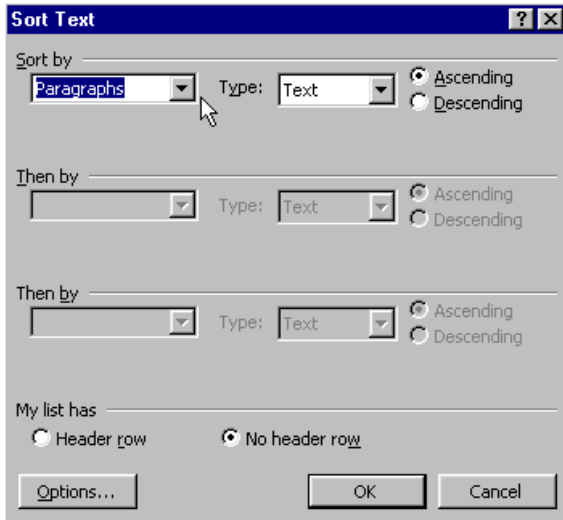 Sort Text
Sort by
Paragraphs Type: Text Ascending
Descending
Then by
Type: Text Ascending
Descending
Then by
Type: Text Ascending
Descending
My list has
Header row No header row
Options... OK Cancel